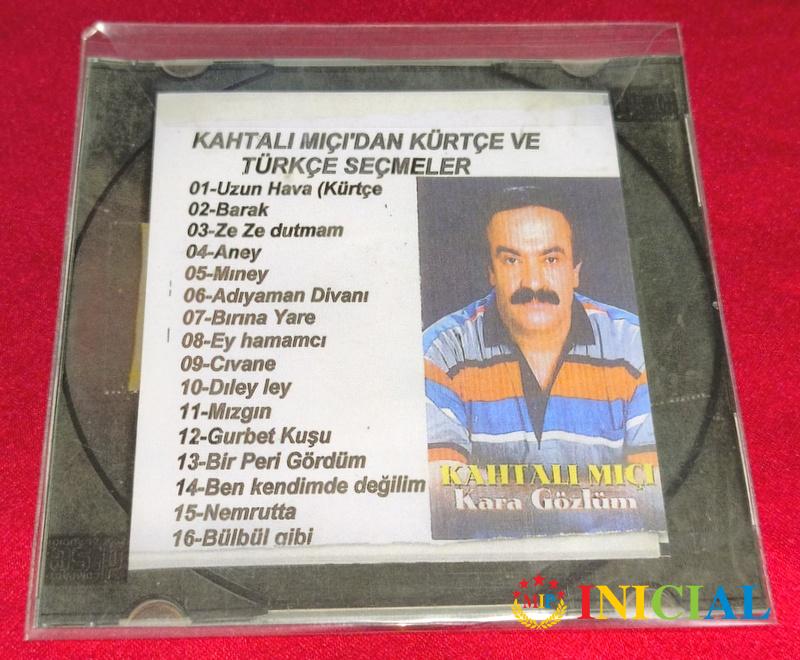 KAHTALI MIÇI'DAN KÜRTÇE VE
TÜRKÇE SEÇMELER
01-Uzun Hava (Kürtçe
02-Barak
03-Ze Ze dutmam
04-Aney
05-Mıney
06-Adıyaman Divanı
07-Bırına Yare
08-Ey hamamcı
09-Cıvane
10-Dıley ley
11-Mızgın
12-Gurbet Kuşu
13-Bir Peri Gördüm
14-Ben kendimde değilim
15-Nemrutta
16-Bülbül gibi
KAHTALI MIÇI
Kara Gözlüm
INICIAL